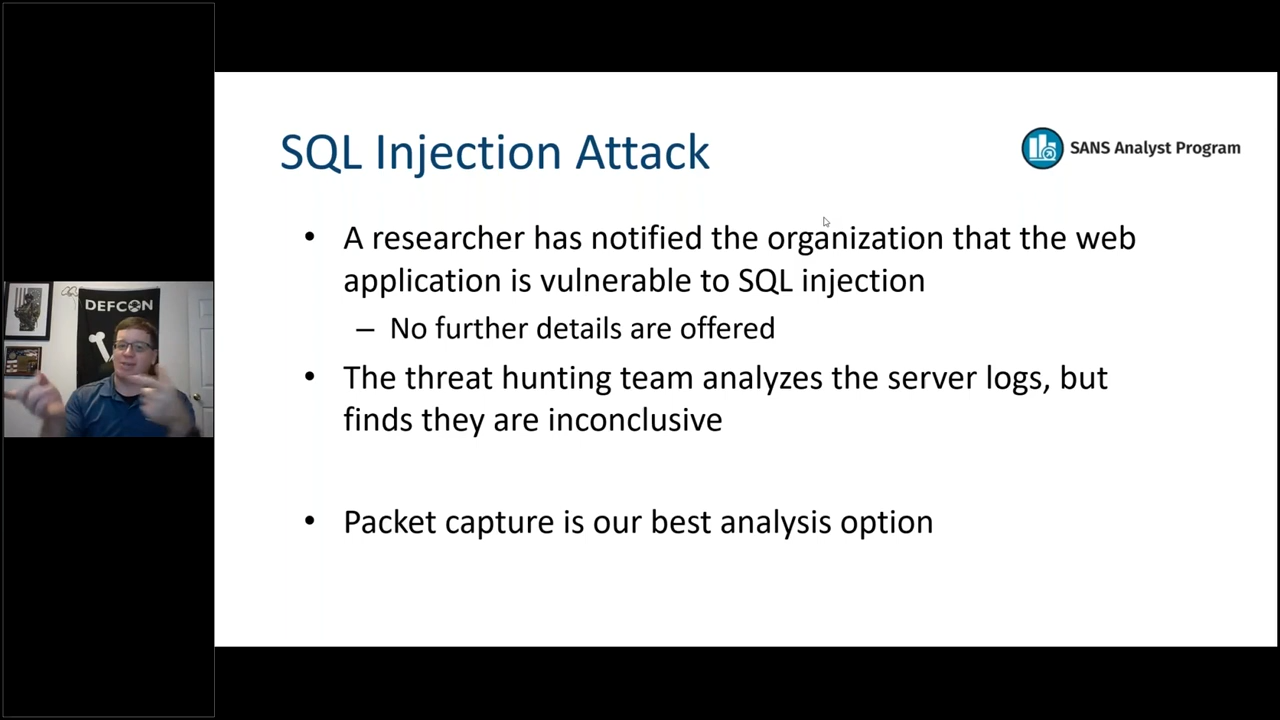 SQL Injection Attack
SANS Analyst Program
• A researcher has notified the organization that the web
application is vulnerable to SQL injection
– No further details are offered
• The threat hunting team analyzes the server logs, but
finds they are inconclusive
• Packet capture is our best analysis option
DEFCON